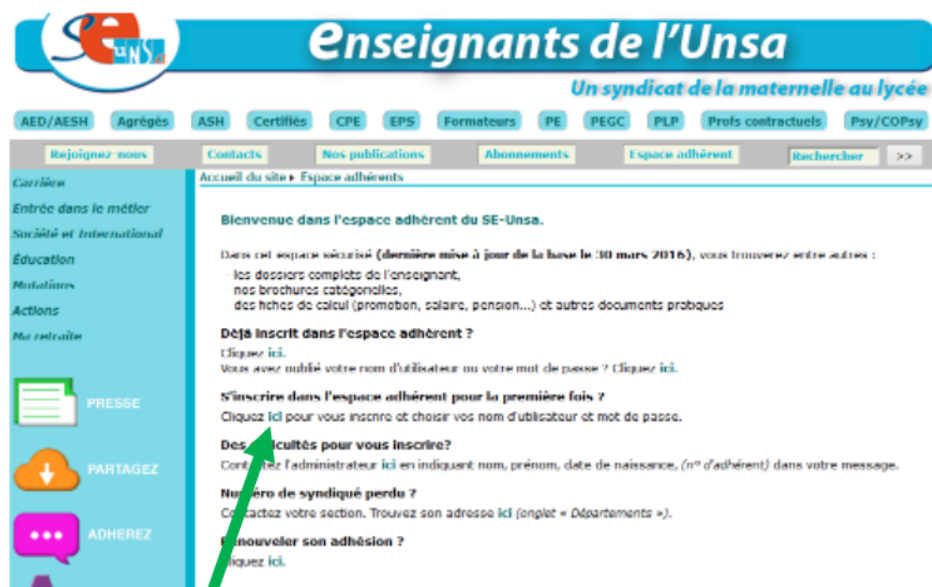 SE UNSa
Enseignants de l'Unsa
Un syndicat de la maternelle au lycée
AED/AESH Agrégés ASH Certifiés CPE EPS Formateurs PE PEGC PLP Profs contractuels Psy/COPsy
Rejoignez-nous Contacts Nos publications Abonnements Espace adhérent Rechercher >>
Accueil du site ▸ Espace adhérents
Carrière
Entrée dans le métier
Société et International
Éducation
Mutations
Actions
Ma retraite
PRESSE
PARTAGEZ
ADHEREZ
Bienvenue dans l'espace adhérent du SE-Unsa.
Dans cet espace sécurisé (dernière mise à jour de la base le 30 mars 2016), vous trouverez entre autres :
les dossiers complets de l'enseignant,
nos brochures catégorielles,
des fiches de calcul (promotion, salaire, pension...) et autres documents pratiques
Déjà inscrit dans l'espace adhérent ?
Cliquez ici.
Vous avez oublié votre nom d'utilisateur ou votre mot de passe ? Cliquez ici.
S'inscrire dans l'espace adhérent pour la première fois ?
Cliquez ici pour vous inscrire et choisir vos nom d'utilisateur et mot de passe.
Des difficultés pour vous inscrire?
Contactez l'administrateur ici en indiquant nom, prénom, date de naissance, (n° d'adhérent) dans votre message.
Numéro de syndiqué perdu ?
Contactez votre section. Trouvez son adresse ici (onglet « Départements »).
Renouveler son adhésion ?
Cliquez ici.